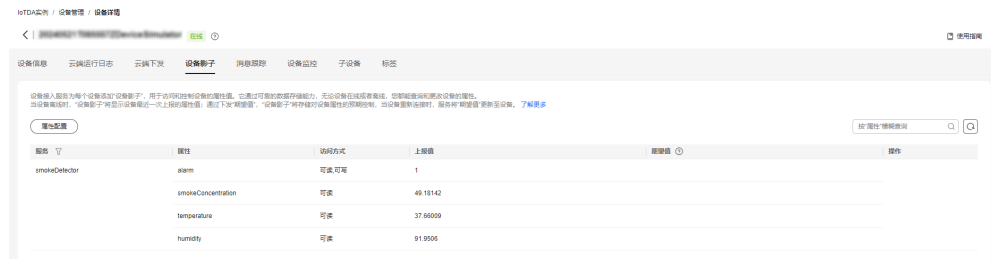 IoTDA实例 / 设备管理 / 设备详情
在线
使用指南
设备信息 云端运行日志 云端下发 设备影子 消息跟踪 设备监控 子设备 标签
设备接入服务为每个设备添加“设备影子”，用于访问和控制设备的属性值。它通过可靠的数据存储能力，无论设备在线或者离线，您都能查询和更改设备的属性。
当设备离线时，“设备影子”将显示设备最近一次上报的属性值；通过下发“期望值”，“设备影子”将存储对设备属性的预期控制，当设备重新连接时，服务将“期望值”更新至设备。 了解更多
属性配置
按“属性”模糊查询
服务 属性 访问方式 上报值 期望值 操作
smokeDetector alarm 可读,可写 1
smokeConcentration 可读 49.18142
temperature 可读 37.66009
humidity 可读 91.9506